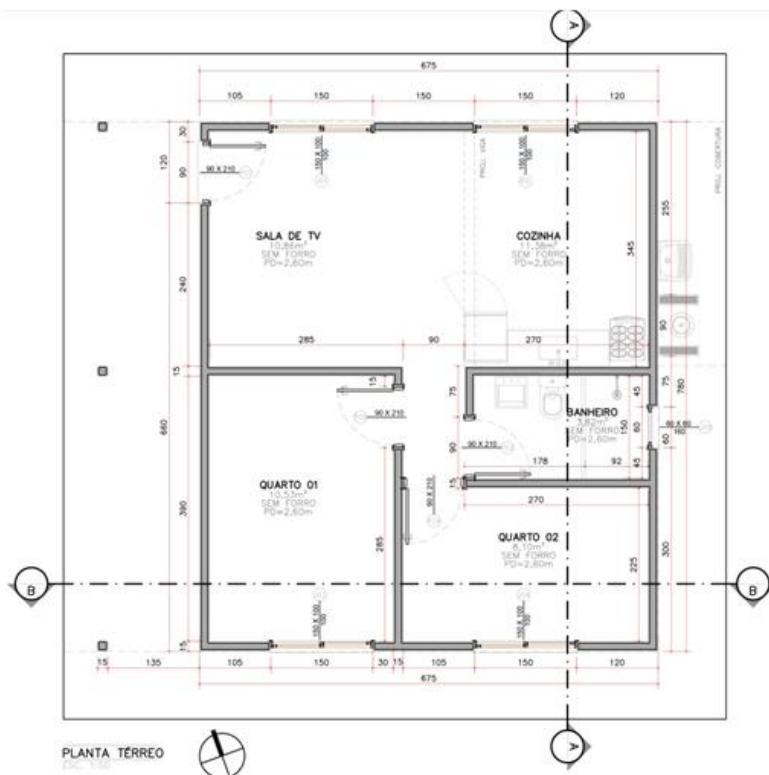 A
675
105
150
150
150
120
30
120
90
90 X 210
150 X 100
100
150 X 100
100
PROJ. VIGA
PROJ. COBERTURA
SALA DE TV
10,86m²
SEM FORRO
PD=2,60m
COZINHA
11,38m²
SEM FORRO
PD=2,60m
255
345
240
90
285
90
270
15
15
75
75
780
45
90 X 210
BANHEIRO
3,82m²
SEM FORRO
PD=2,60m
150
60
60
60 X 60
160
90
90 X 210
660
178
92
45
15
QUARTO 01
10,53m²
SEM FORRO
PD=2,60m
90 X 210
270
390
285
QUARTO 02
8,10m²
SEM FORRO
PD=2,60m
225
300
B
B
150 X 100
100
150 X 100
100
15
15
135
105
150
30
15
105
150
120
675
A
PLANTA TÉRREO